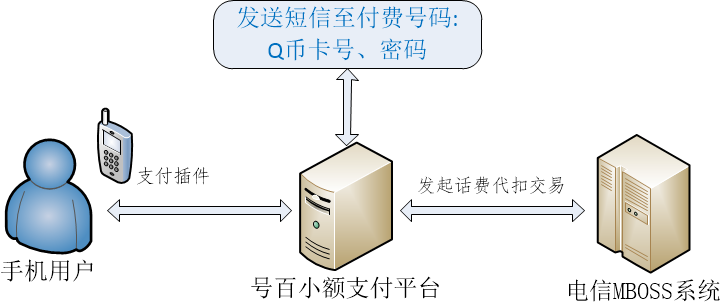 发送短信至付费号码:
Q币卡号、密码
支付插件
发起话费代扣交易
手机用户
号百小额支付平台
电信MBOSS系统